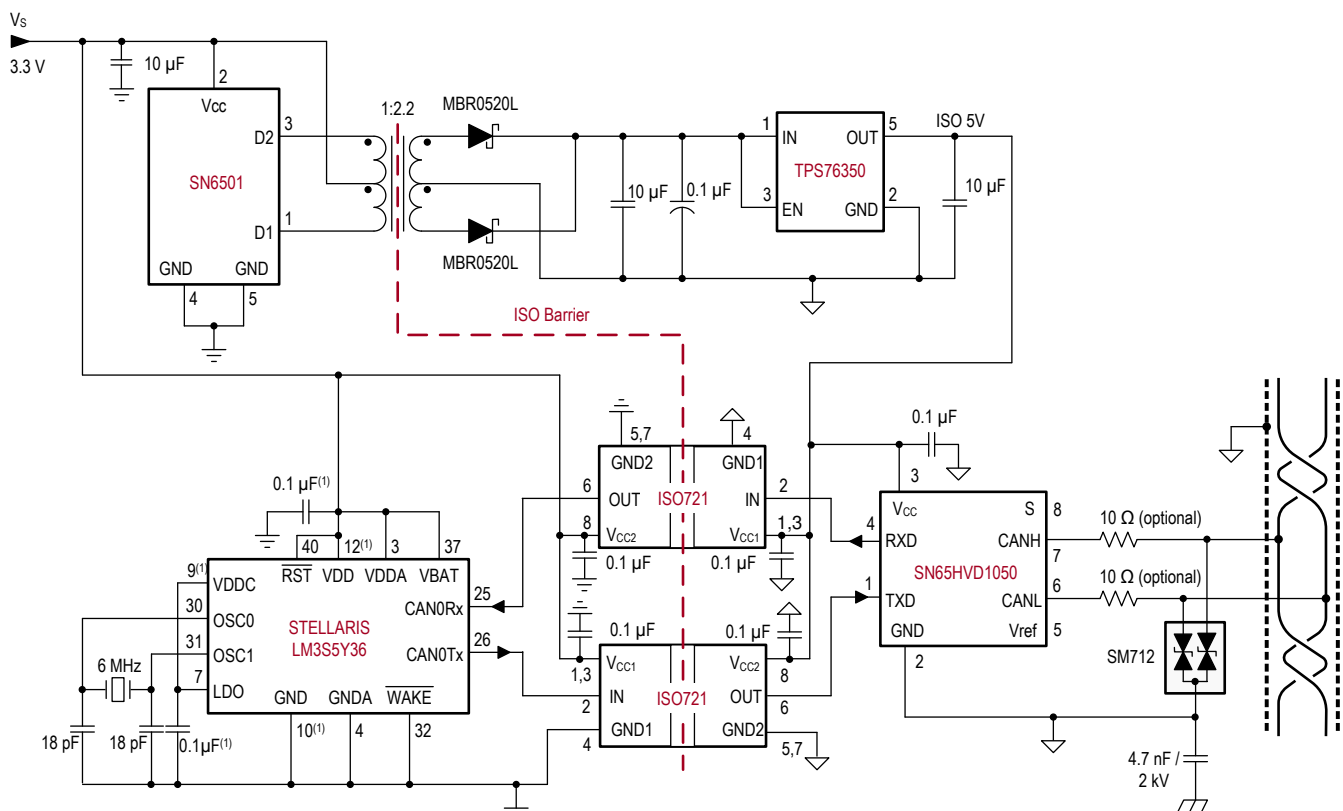 VS
3.3 V
10 µF
2
Vcc
D2
3
SN6501
D1
1
GND
GND
4
5
1:2.2
MBR0520L
MBR0520L
10 µF
0.1 µF
1
IN
OUT
5
TPS76350
3
EN
GND
2
ISO 5V
10 µF
ISO Barrier
5,7
4
GND2
GND1
6
OUT
ISO721
IN
2
8
VCC2
VCC1
1,3
0.1 µF
0.1 µF
0.1 µF
0.1 µF
1,3
VCC1
VCC2
8
2
IN
ISO721
OUT
6
4
GND1
GND2
5,7
0.1 µF(1)
40
12(1)
3
37
RST
VDD
VDDA
VBAT
9(1)
VDDC
30
OSC0
31
OSC1
7
LDO
STELLARIS
LM3S5Y36
CAN0Rx
25
CAN0Tx
26
GND
GNDA
WAKE
10(1)
4
32
6 MHz
18 pF
18 pF
0.1µF(1)
0.1 µF
3
Vcc
S
8
4
RXD
CANH
7
SN65HVD1050
1
TXD
CANL
6
GND
Vref
5
2
10 Ω (optional)
10 Ω (optional)
SM712
4.7 nF /
2 kV